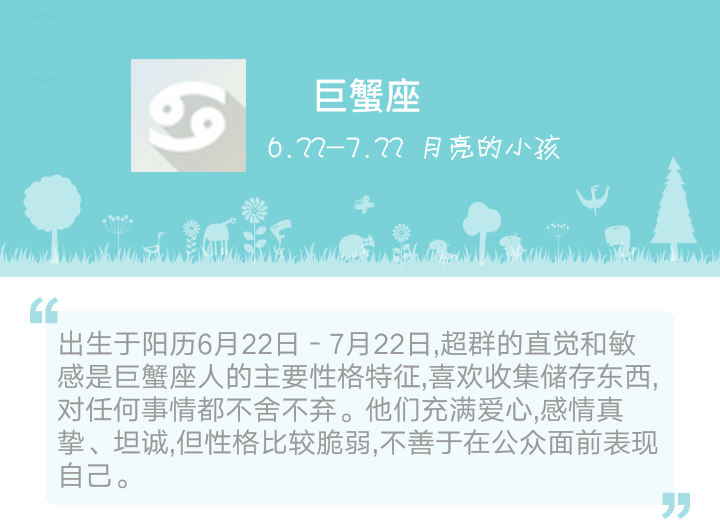 巨蟹座
6.22-7.22 月亮的小孩
出生于阳历6月22日 - 7月22日,超群的直觉和敏
感是巨蟹座人的主要性格特征,喜欢收集储存东西,
对任何事情都不舍不弃。他们充满爱心,感情真
挚、坦诚,但性格比较脆弱,不善于在公众面前表现
自己。